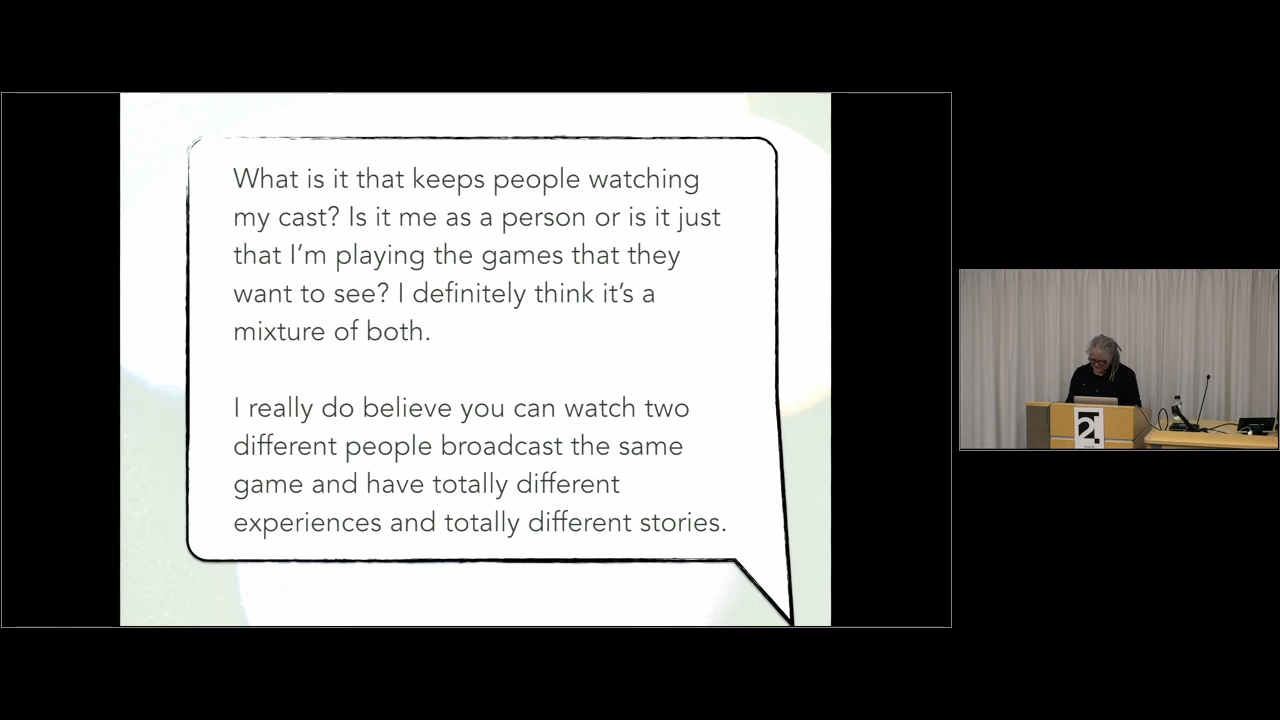 What is it that keeps people watching
my cast? Is it me as a person or is it just
that I’m playing the games that they
want to see? I definitely think it’s a
mixture of both.
I really do believe you can watch two
different people broadcast the same
game and have totally different
experiences and totally different stories.